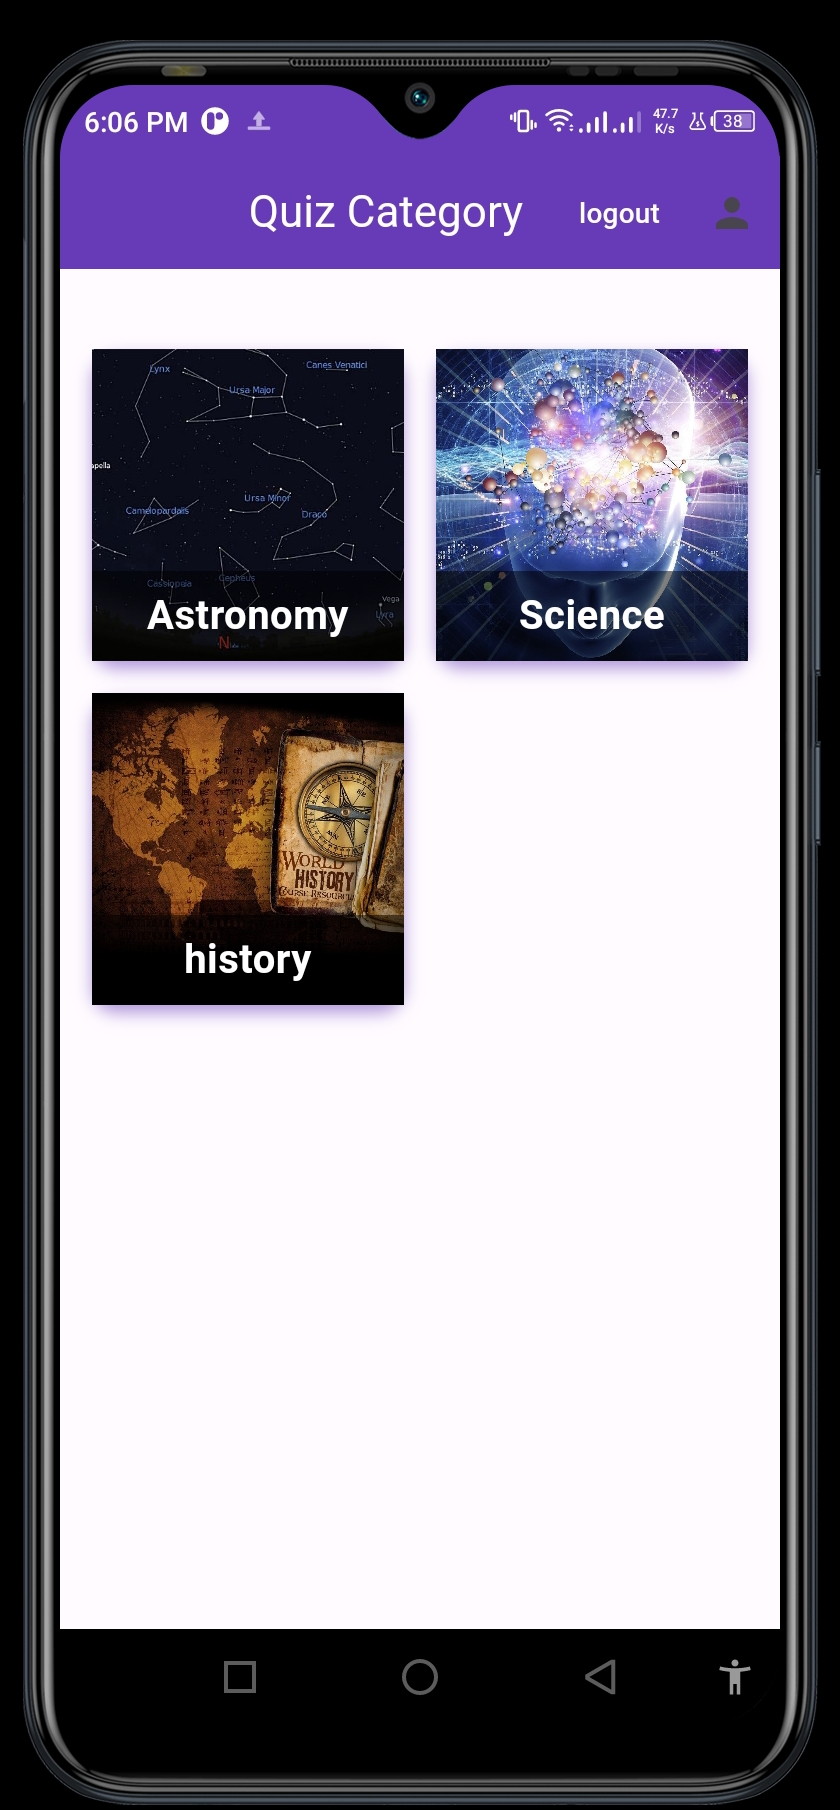 6:06 PM
47.7
K/s
38
Quiz Category
logout
Lynx
Canes Venatici
Ursa Major
apella
Ursa Minor
Camelopardalis
Draco
Cassiopeia
Cepheus
Vega
Lyra
Astronomy
N
Science
WORLD
HISTORY
COURSE RESOURCE
history